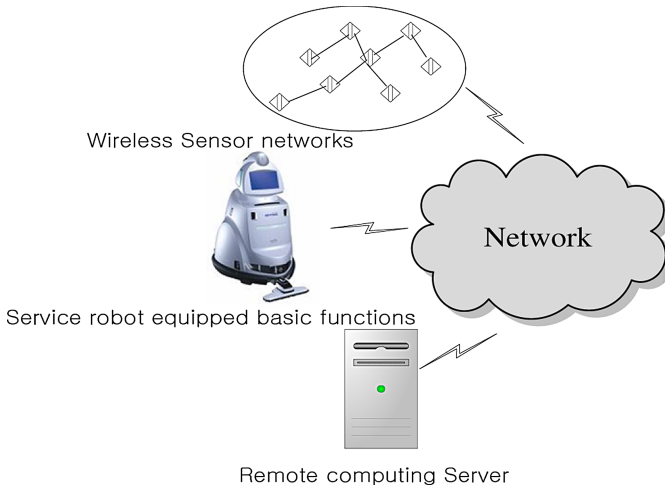 Wireless Sensor networks
Network
Service robot equipped basic functions
Remote computing Server